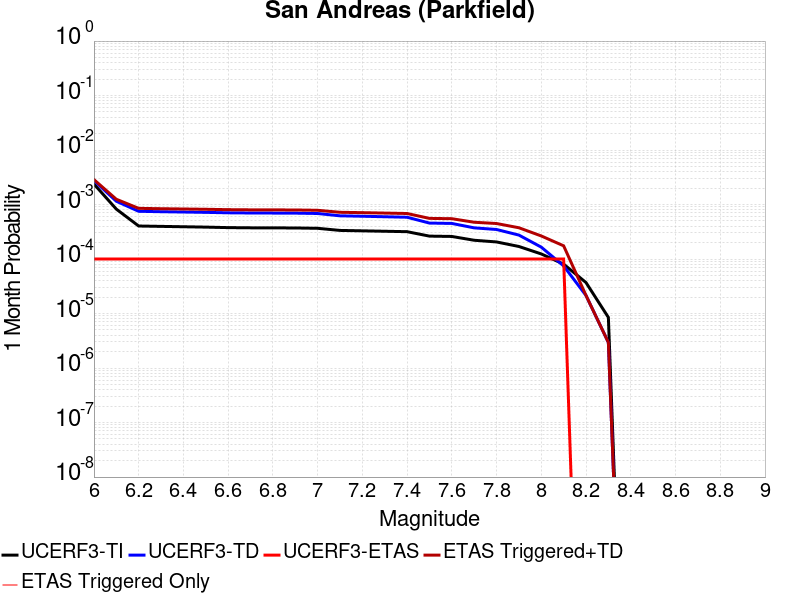 San Andreas (Parkfield)
10 0
10 -1
10 -2
10 -3
10 -4
10 -5
10 -6
10 -7
10 -8
1 Month Probability
6 6.2 6.4 6.6 6.8 7 7.2 7.4 7.6 7.8 8 8.2 8.4 8.6 8.8 9
Magnitude
UCERF3-TI UCERF3-TD UCERF3-ETAS ETAS Triggered+TD
ETAS Triggered Only